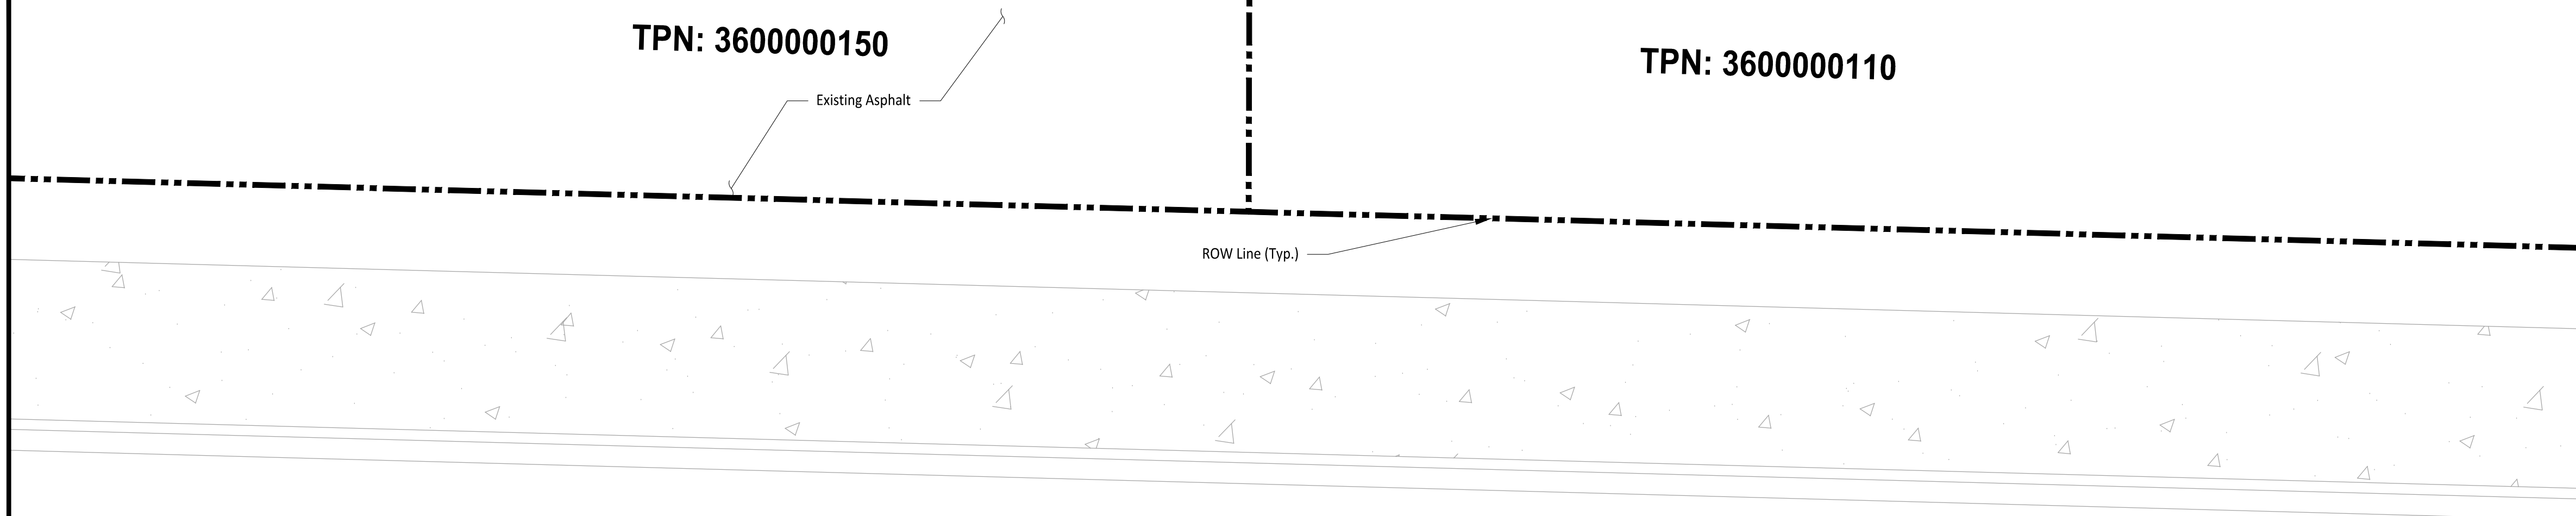 TPN: 3600000150
TPN: 3600000110
Existing Asphalt
ROW Line (Typ.)